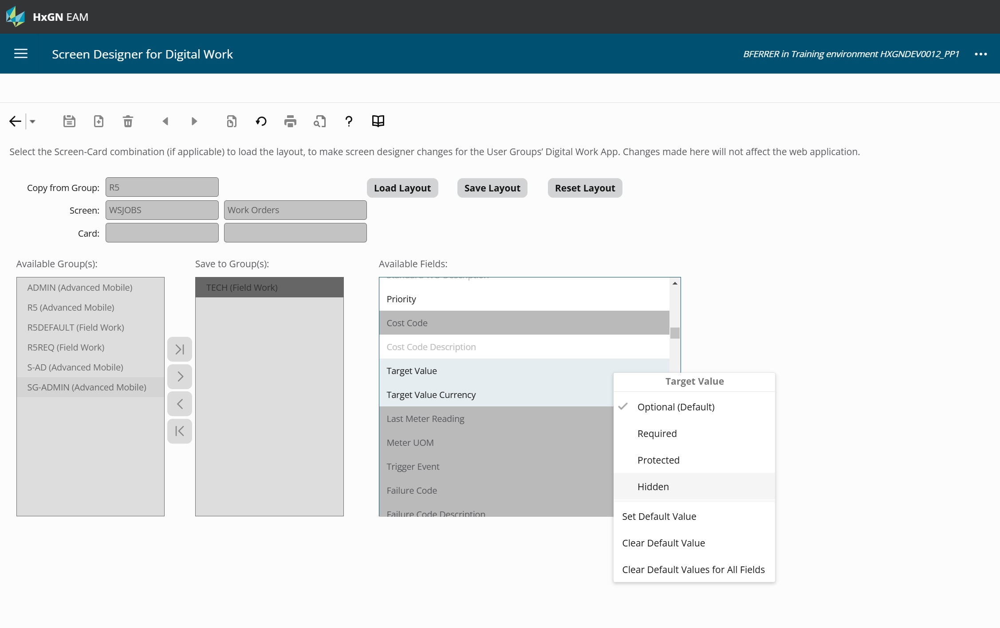 HxGN EAM
Screen Designer for Digital Work
BFERRER in Training environment HXGNDEV0012_PP1
Select the Screen-Card combination (if applicable) to load the layout, to make screen designer changes for the User Groups’ Digital Work App. Changes made here will not affect the web application.
Copy from Group: R5
Load Layout
Save Layout
Reset Layout
Screen: WSJOBS Work Orders
Card:
Available Group(s):
ADMIN (Advanced Mobile)
R5 (Advanced Mobile)
R5DEFAULT (Field Work)
R5REQ (Field Work)
S-AD (Advanced Mobile)
SG-ADMIN (Advanced Mobile)
Save to Group(s):
TECH (Field Work)
Available Fields:
Standard WO Description
Priority
Cost Code
Cost Code Description
Target Value
Target Value Currency
Last Meter Reading
Meter UOM
Trigger Event
Failure Code
Failure Code Description
Target Value
Optional (Default)
Required
Protected
Hidden
Set Default Value
Clear Default Value
Clear Default Values for All Fields